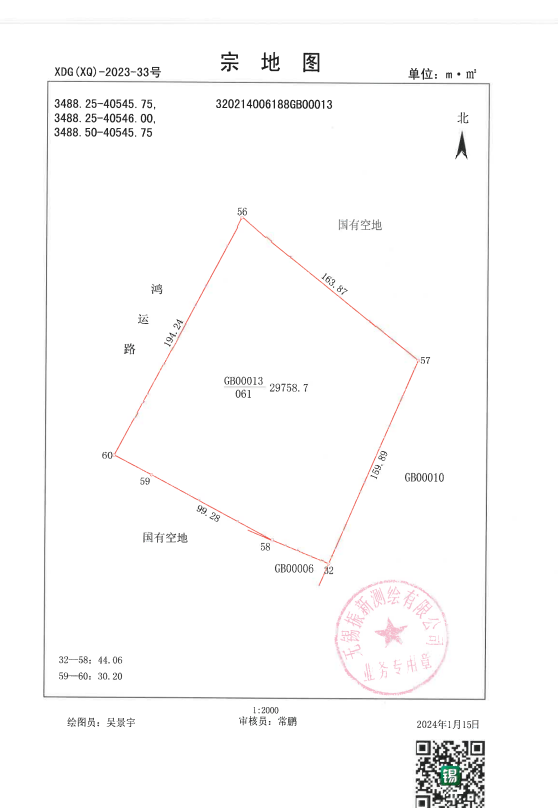 宗 地 图
XDG(XQ)-2023-33号
单位：m·㎡
3488.25-40545.75,
3488.25-40546.00,
3488.50-40545.75
320214006188GB00013
北
56
国有空地
163.87
鸿运路
194.24
57
GB00013
061
29758.7
159.89
60
59
GB00010
99.28
国有空地
58
GB00006
32
无锡振新测绘有限公司
业务专用章
32—58：44.06
59—60：30.20
1:2000
绘图员：吴景宇
审核员：常鹏
2024年1月15日
锡